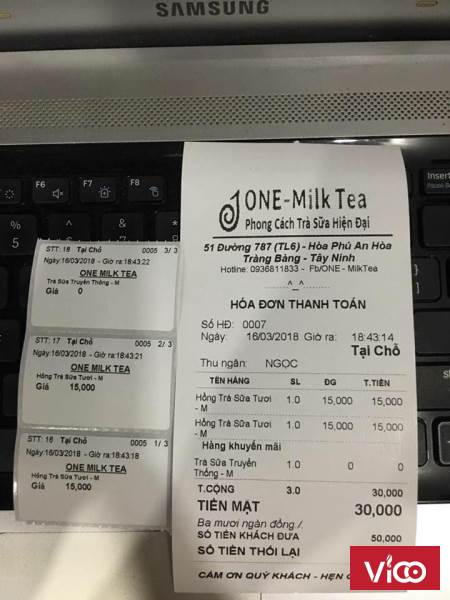 SAMSUNG
F6
F7
F8
Insert
Pause
%
5
6
STT: 18 Tại Chỗ 0005 3/ 3
Ngày:16/03/2018 - Giờ ra:18:43:22
ONE MILK TEA
Trà Sữa Truyền Thống - M
Giá 0
STT: 17 Tại Chỗ 0005 2/ 3
Ngày:16/03/2018 - Giờ ra:18:43:21
ONE MILK TEA
Hồng Trà Sữa Tươi - M
Giá 15,000
STT: 16 Tại Chỗ 0005 1/ 3
Ngày:16/03/2018 - Giờ ra:18:43:18
ONE MILK TEA
Hồng Trà Sữa Tươi - M
Giá 15,000
ONE-Milk Tea
Phong Cách Trà Sữa Hiện Đại
51 Đường 787 (TL6) - Hòa Phú An Hòa
Tràng Bàng - Tây Ninh
Hotline: 0936811833 - Fb/ONE - MilkTea
.........^_^.........
HÓA ĐƠN THANH TOÁN
Số HĐ: 0007
Ngày: 16/03/2018 Giờ ra: 18:43:14
Tại Chỗ
Thu ngân: NGỌC
TÊN HÀNG SL ĐG T.TIỀN
Hồng Trà Sữa Tươi 1.0 15,000 15,000
- M
Hồng Trà Sữa Tươi 1.0 15,000 15,000
- M
Hàng khuyến mãi
Trà Sữa Truyền 1.0 0 0
Thống - M
T.CỘNG 3.0 30,000
TIỀN MẶT 30,000
Ba mươi ngàn đồng./.
SỐ TIỀN KHÁCH ĐƯA 50,000
SỐ TIỀN THỐI LẠI
CẢM ƠN QUÝ KHÁCH - HẸN
Vico